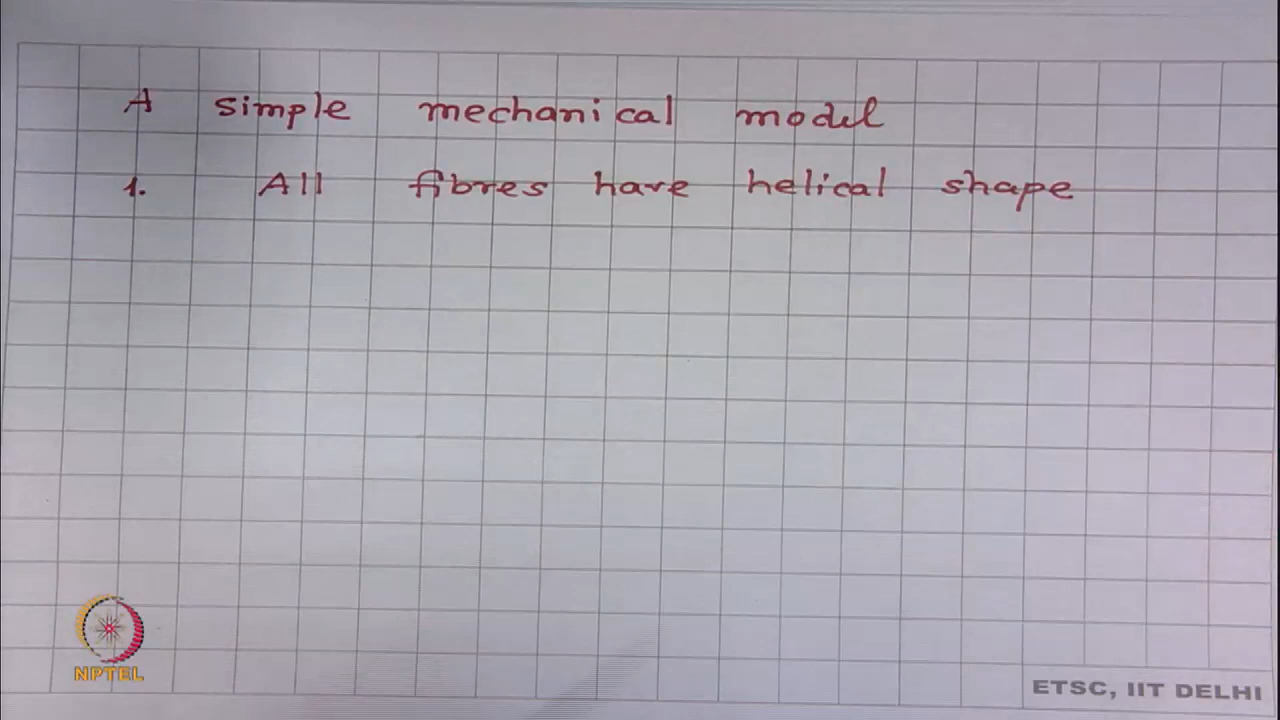 A simple mechanical model
1. All fibres have helical shape
NPTEL
ETSC, IIT DELHI